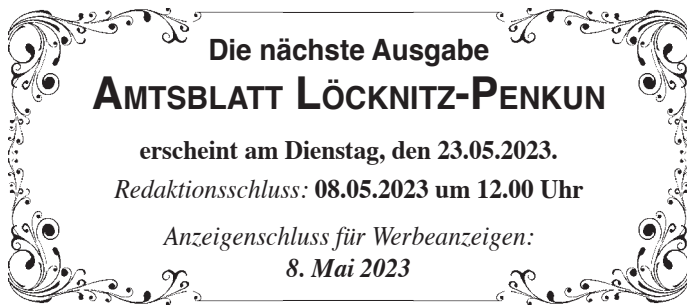 Die nächste Ausgabe
AMTSBLATT LÖCKNITZ-PENKUN
erscheint am Dienstag, den 23.05.2023.
Redaktionsschluss: 08.05.2023 um 12.00 Uhr
Anzeigenschluss für Werbeanzeigen:
8. Mai 2023